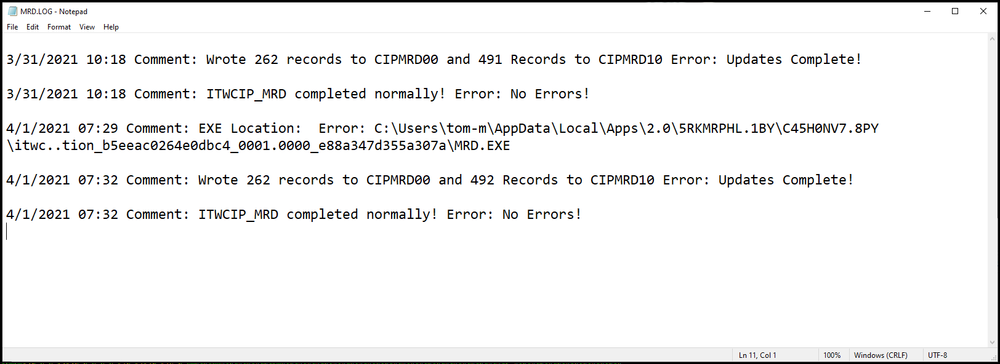 MRD.LOG - Notepad
File Edit Format View Help
3/31/2021 10:18 Comment: Wrote 262 records to CIPMRD00 and 491 Records to CIPMRD10 Error: Updates Complete!
3/31/2021 10:18 Comment: ITWCIP_MRD completed normally! Error: No Errors!
4/1/2021 07:29 Comment: EXE Location:  Error: C:\Users\tom-m\AppData\Local\Apps\2.0\5RKMRPHL.1BY\C45H0NV7.8PY
\itwc..tion_b5eeac0264e0dbc4_0001.0000_e88a347d355a307a\MRD.EXE
4/1/2021 07:32 Comment: Wrote 262 records to CIPMRD00 and 492 Records to CIPMRD10 Error: Updates Complete!
4/1/2021 07:32 Comment: ITWCIP_MRD completed normally! Error: No Errors!
Ln 11, Col 1 100% Windows (CRLF) UTF-8